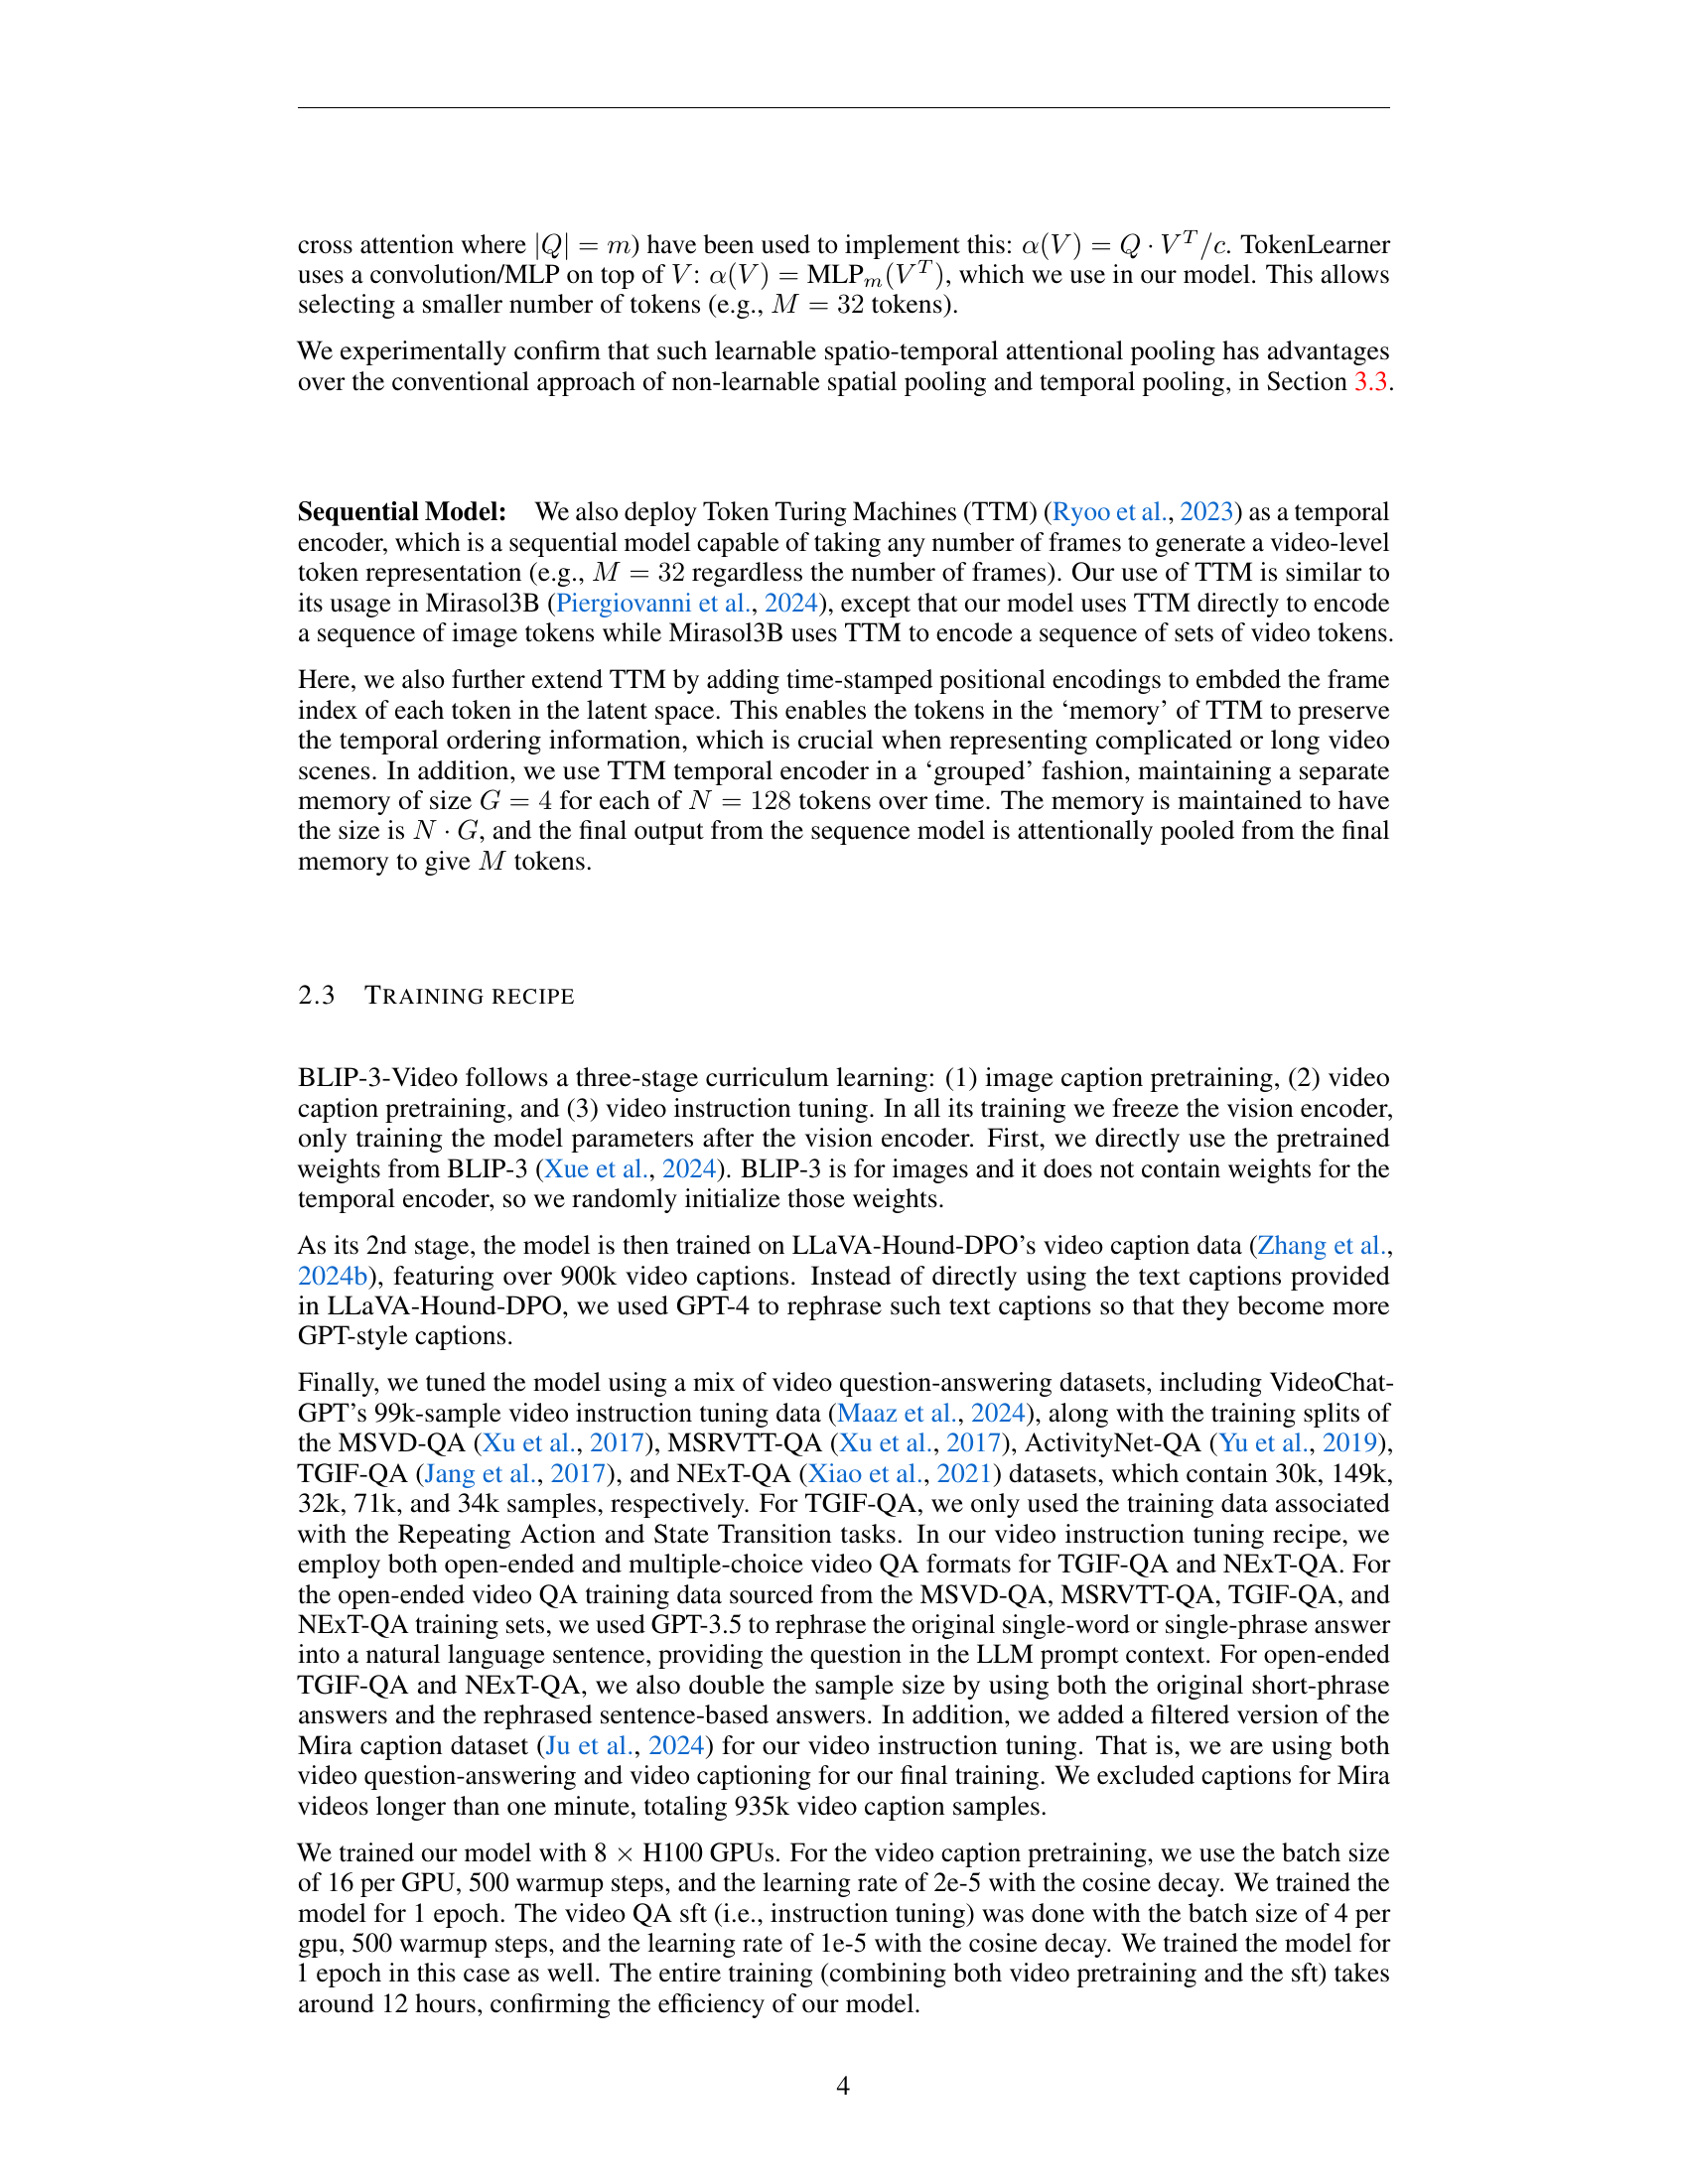 cross attention where |Q| = m) have been used to implement this: α(V) = Q · V^T/c. TokenLearner
uses a convolution/MLP on top of V: α(V) = MLP_m(V^T), which we use in our model. This allows
selecting a smaller number of tokens (e.g., M = 32 tokens).
We experimentally confirm that such learnable spatio-temporal attentional pooling has advantages
over the conventional approach of non-learnable spatial pooling and temporal pooling, in Section 3.3.
Sequential Model: We also deploy Token Turing Machines (TTM) (Ryoo et al., 2023) as a temporal
encoder, which is a sequential model capable of taking any number of frames to generate a video-level
token representation (e.g., M = 32 regardless the number of frames). Our use of TTM is similar to
its usage in Mirasol3B (Piergiovanni et al., 2024), except that our model uses TTM directly to encode
a sequence of image tokens while Mirasol3B uses TTM to encode a sequence of sets of video tokens.
Here, we also further extend TTM by adding time-stamped positional encodings to embded the frame
index of each token in the latent space. This enables the tokens in the ‘memory’ of TTM to preserve
the temporal ordering information, which is crucial when representing complicated or long video
scenes. In addition, we use TTM temporal encoder in a ‘grouped’ fashion, maintaining a separate
memory of size G = 4 for each of N = 128 tokens over time. The memory is maintained to have
the size is N · G, and the final output from the sequence model is attentionally pooled from the final
memory to give M tokens.
2.3 TRAINING RECIPE
BLIP-3-Video follows a three-stage curriculum learning: (1) image caption pretraining, (2) video
caption pretraining, and (3) video instruction tuning. In all its training we freeze the vision encoder,
only training the model parameters after the vision encoder. First, we directly use the pretrained
weights from BLIP-3 (Xue et al., 2024). BLIP-3 is for images and it does not contain weights for the
temporal encoder, so we randomly initialize those weights.
As its 2nd stage, the model is then trained on LLaVA-Hound-DPO’s video caption data (Zhang et al.,
2024b), featuring over 900k video captions. Instead of directly using the text captions provided
in LLaVA-Hound-DPO, we used GPT-4 to rephrase such text captions so that they become more
GPT-style captions.
Finally, we tuned the model using a mix of video question-answering datasets, including VideoChat-
GPT’s 99k-sample video instruction tuning data (Maaz et al., 2024), along with the training splits of
the MSVD-QA (Xu et al., 2017), MSRVTT-QA (Xu et al., 2017), ActivityNet-QA (Yu et al., 2019),
TGIF-QA (Jang et al., 2017), and NExT-QA (Xiao et al., 2021) datasets, which contain 30k, 149k,
32k, 71k, and 34k samples, respectively. For TGIF-QA, we only used the training data associated
with the Repeating Action and State Transition tasks. In our video instruction tuning recipe, we
employ both open-ended and multiple-choice video QA formats for TGIF-QA and NExT-QA. For
the open-ended video QA training data sourced from the MSVD-QA, MSRVTT-QA, TGIF-QA, and
NExT-QA training sets, we used GPT-3.5 to rephrase the original single-word or single-phrase answer
into a natural language sentence, providing the question in the LLM prompt context. For open-ended
TGIF-QA and NExT-QA, we also double the sample size by using both the original short-phrase
answers and the rephrased sentence-based answers. In addition, we added a filtered version of the
Mira caption dataset (Ju et al., 2024) for our video instruction tuning. That is, we are using both
video question-answering and video captioning for our final training. We excluded captions for Mira
videos longer than one minute, totaling 935k video caption samples.
We trained our model with 8 × H100 GPUs. For the video caption pretraining, we use the batch size
of 16 per GPU, 500 warmup steps, and the learning rate of 2e-5 with the cosine decay. We trained the
model for 1 epoch. The video QA sft (i.e., instruction tuning) was done with the batch size of 4 per
gpu, 500 warmup steps, and the learning rate of 1e-5 with the cosine decay. We trained the model for
1 epoch in this case as well. The entire training (combining both video pretraining and the sft) takes
around 12 hours, confirming the efficiency of our model.
4